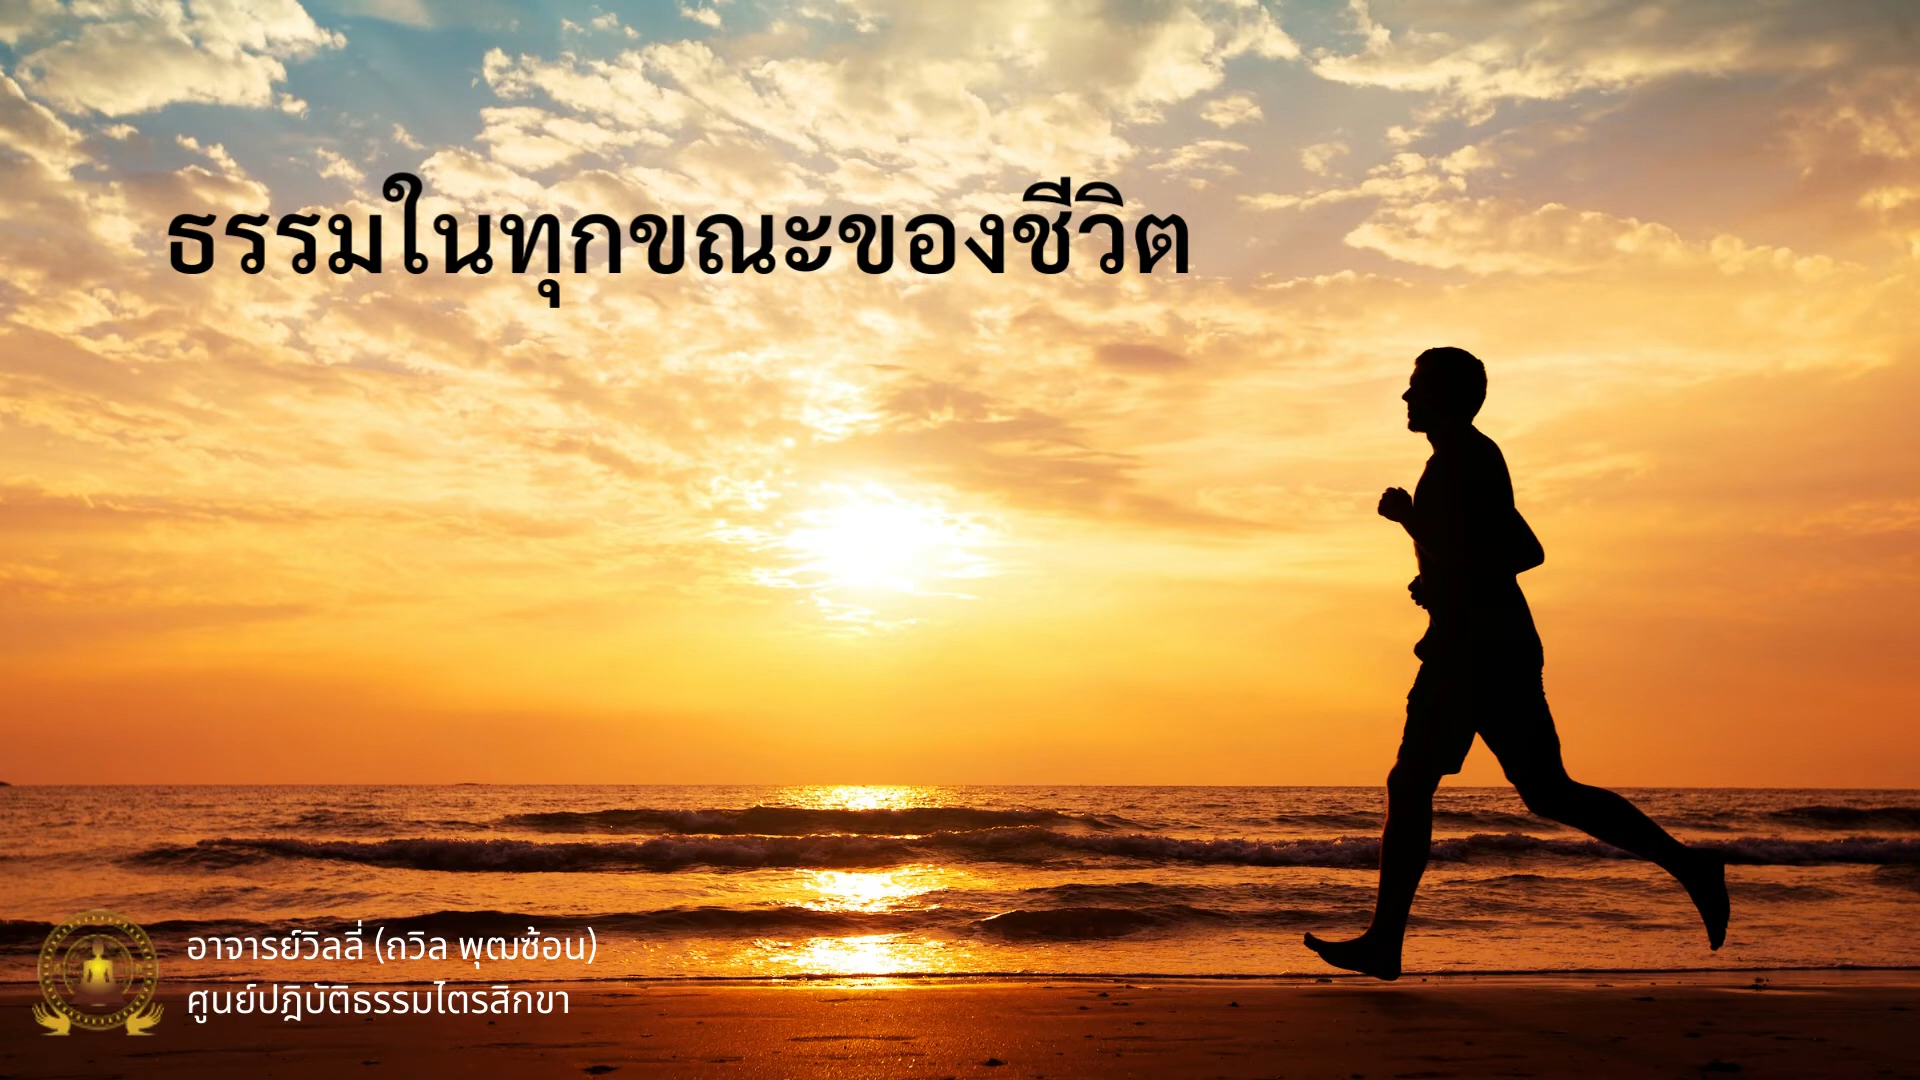 ธรรมในทุกขณะของชีวิต
อาจารย์วิลลี่ (ถวิล พุฒซ้อน)
ศูนย์ปฎิบัติธรรมไตรสิกขา